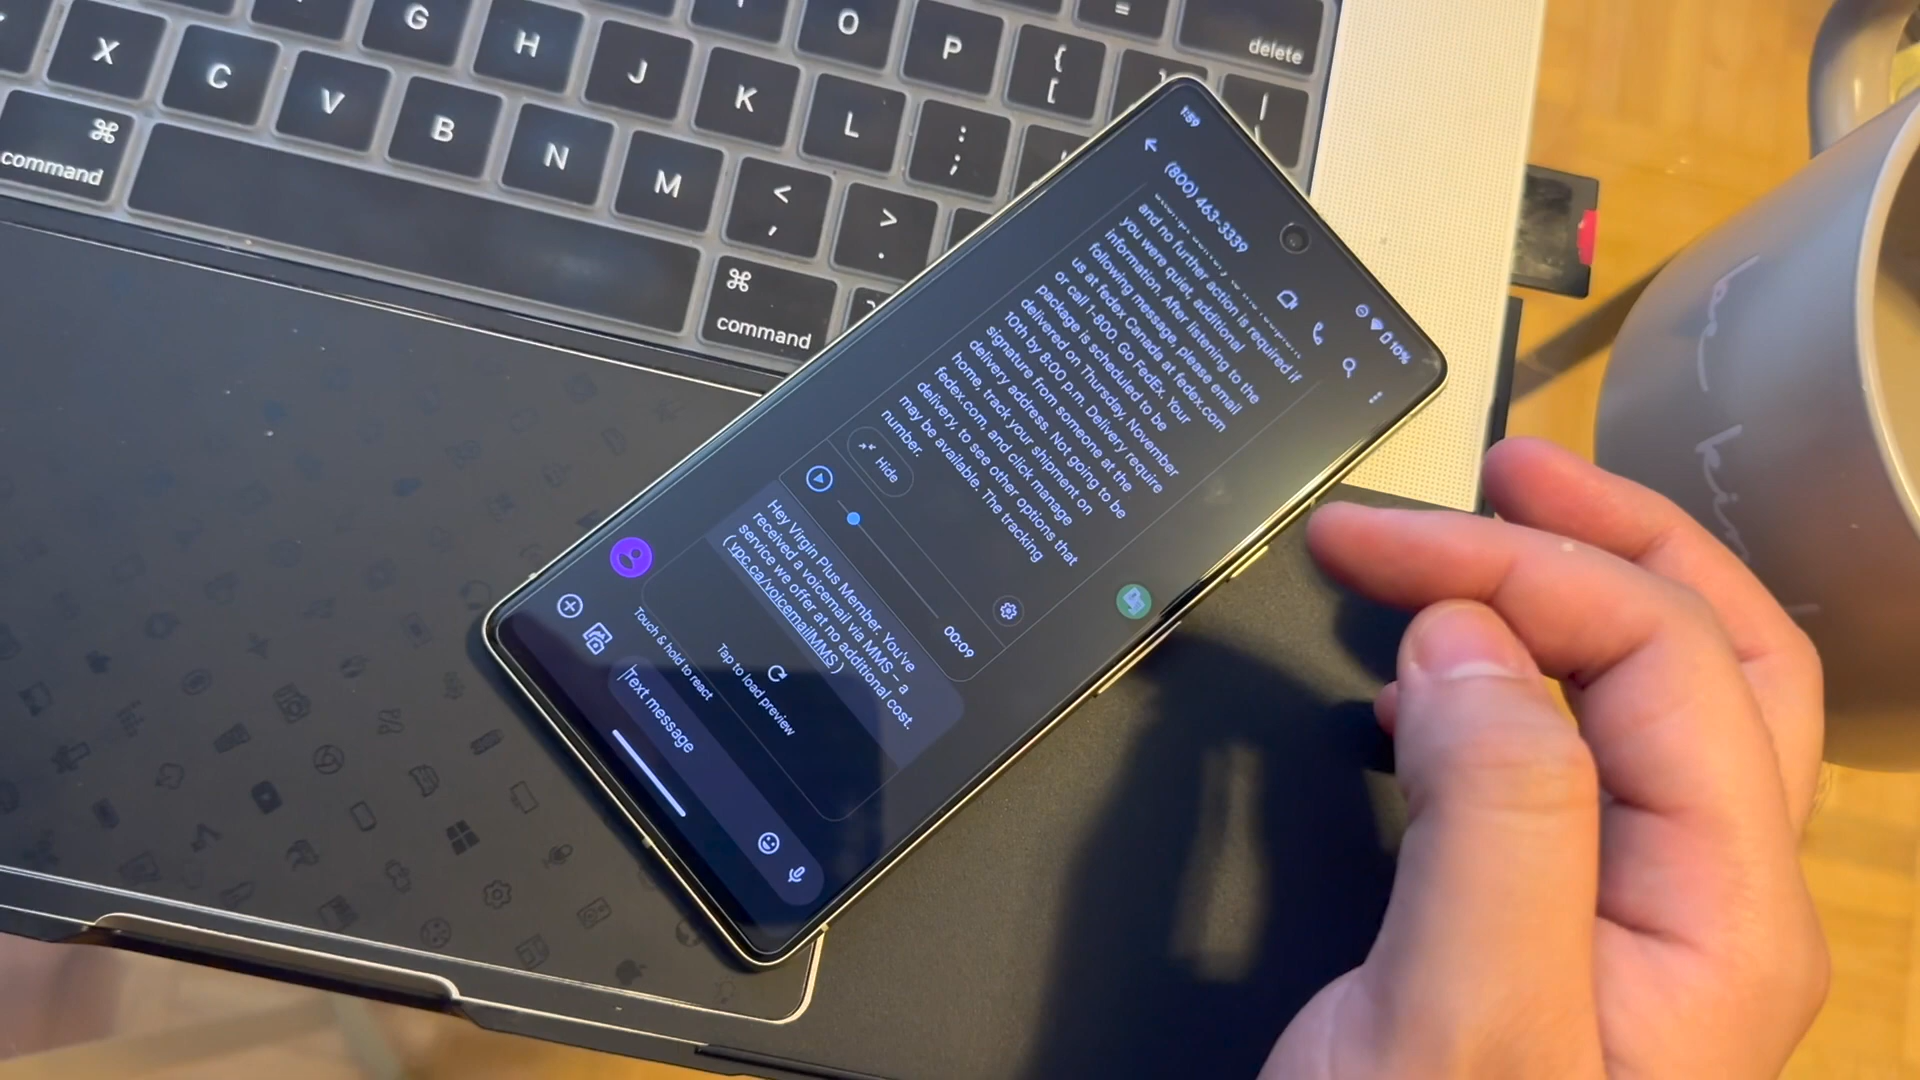 G
O
P
{
[
=
delete
X
C
V
B
H
N
J
M
K
L
:
;
<
,
>
.
|
\
⌘
command
⌘
command
1:59
10%
(800) 463-3339
and no further action is required if
you were quiet, additional
information. After listening to the
following message, please email
us at fedex Canada at fedex.com
or call 1-800. Go FedEx. Your
package is scheduled to be
delivered on Thursday, November
10th by 8:00 p.m. Delivery require
signature from someone at the
delivery address. Not going to be
home, track your shipment on
fedex.com, and click manage
delivery, to see other options that
may be available. The tracking
number.
Hide
00:09
Hey Virgin Plus Member. You've
received a voicemail via MMS – a
service we offer at no additional cost.
( vpc.ca/voicemailMMS )
Tap to load preview
Touch & hold to react
Text message